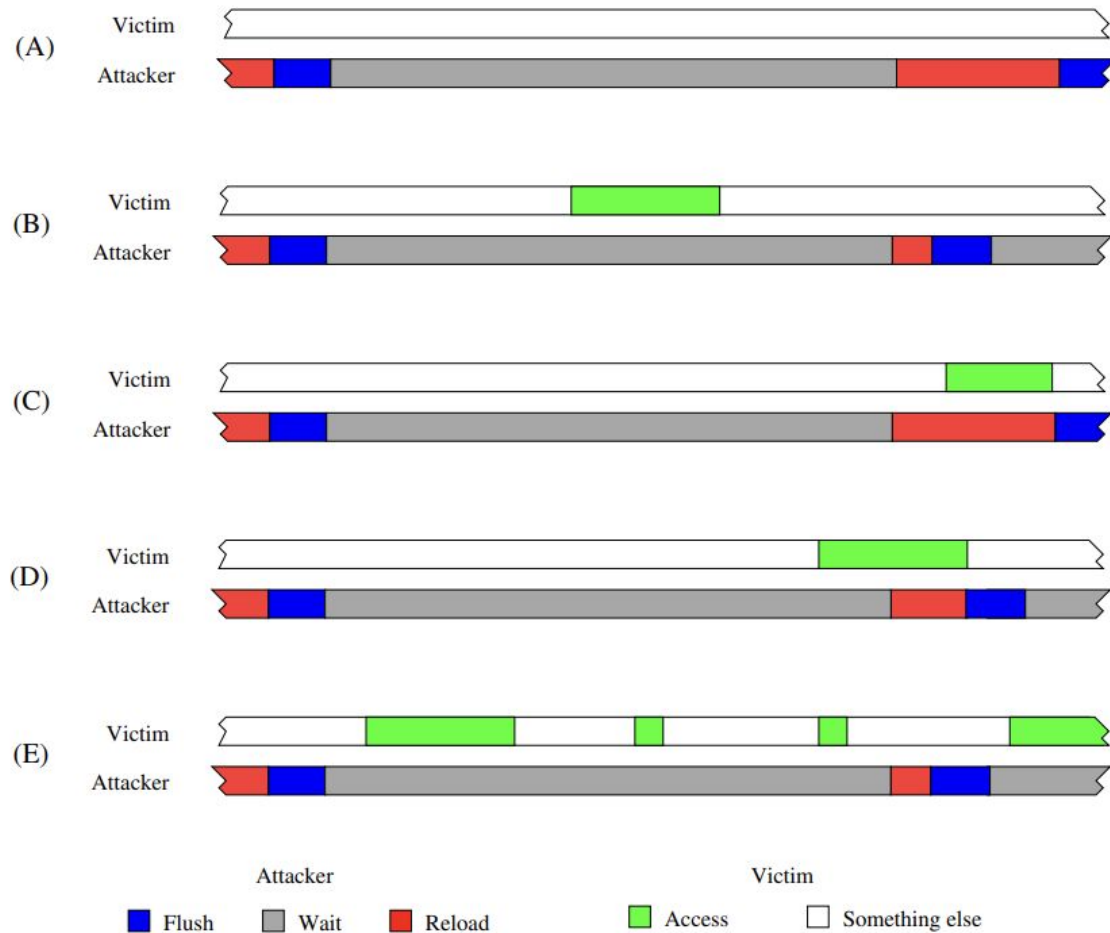 Victim
(A)
Attacker
Victim
(B)
Attacker
Victim
(C)
Attacker
Victim
(D)
Attacker
Victim
(E)
Attacker
Attacker Victim
Flush Wait Reload Access Something else